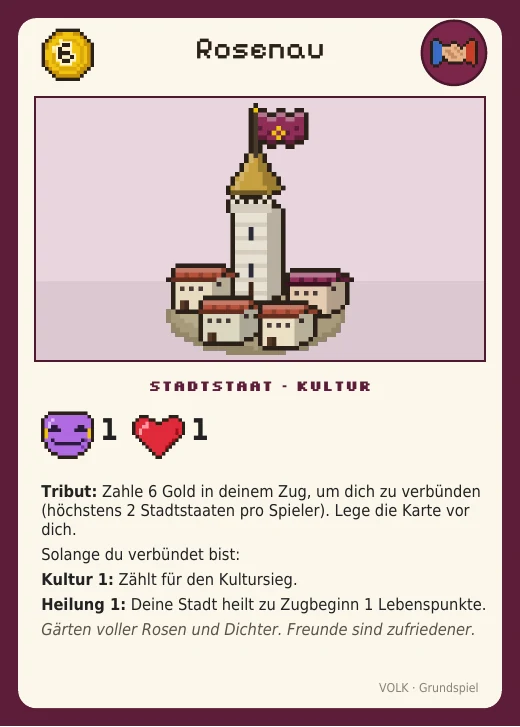 6
Rosenau
STADTSTAAT · KULTUR
1 1
Tribut: Zahle 6 Gold in deinem Zug, um dich zu verbünden
(höchstens 2 Stadtstaaten pro Spieler). Lege die Karte vor
dich.
Solange du verbündet bist:
Kultur 1: Zählt für den Kultursieg.
Heilung 1: Deine Stadt heilt zu Zugbeginn 1 Lebenspunkte.
Gärten voller Rosen und Dichter. Freunde sind zufriedener.
VOLK · Grundspiel